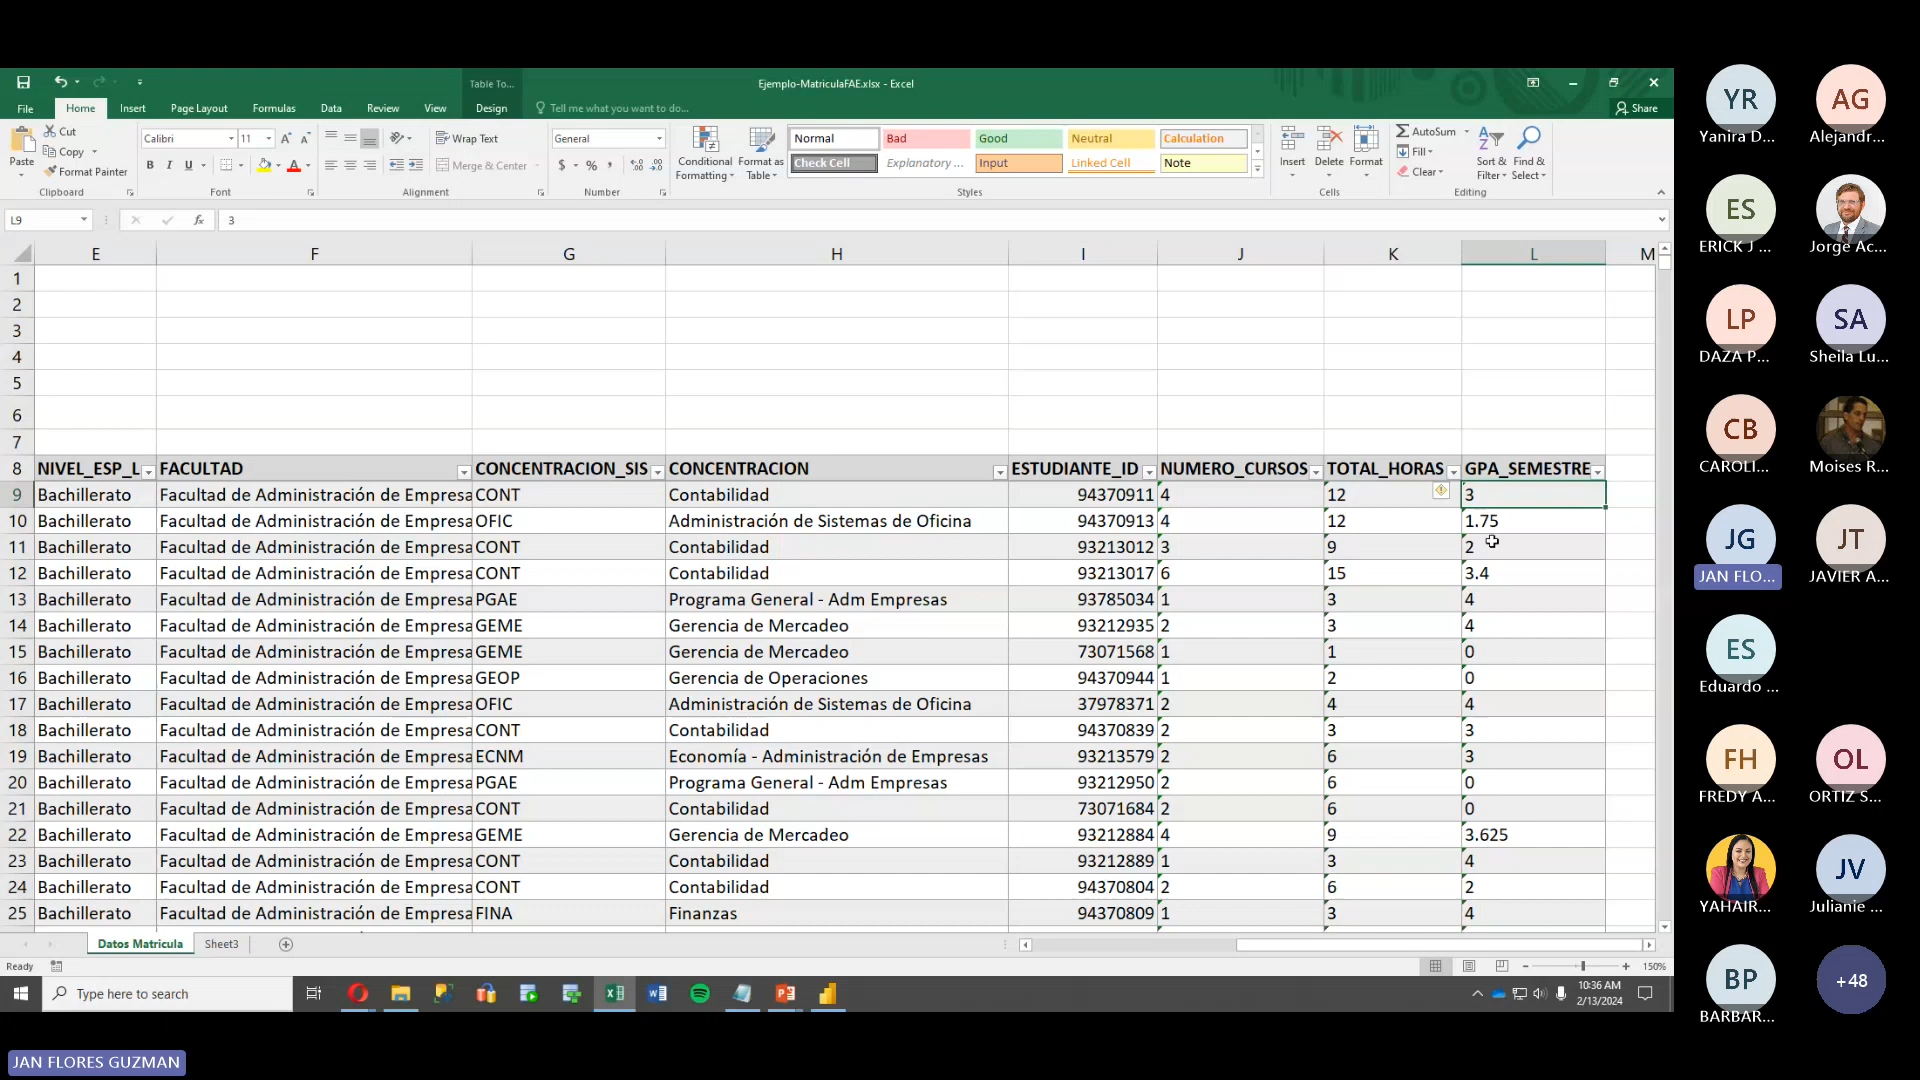 Table To...
Ejemplo-MatriculaFAE.xlsx - Excel
File Home Insert Page Layout Formulas Data Review View Design Tell me what you want to do... Share
Paste Cut Copy Format Painter Clipboard
Calibri 11 B I U Font
Wrap Text Merge & Center Alignment
General $ % , Number
Conditional Formatting Format as Table
Normal Bad Good Neutral Calculation
Check Cell Explanatory ... Input Linked Cell Note
Styles
Insert Delete Format Cells
AutoSum Fill Clear Sort & Filter Find & Select Editing
L9 fx 3
E F G H I J K L M
1
2
3
4
5
6
7
8 NIVEL_ESP_L FACULTAD CONCENTRACION_SIS CONCENTRACION ESTUDIANTE_ID NUMERO_CURSOS TOTAL_HORAS GPA_SEMESTRE
9 Bachillerato Facultad de Administración de Empresa CONT Contabilidad 94370911 4 12 3
10 Bachillerato Facultad de Administración de Empresa OFIC Administración de Sistemas de Oficina 94370913 4 12 1.75
11 Bachillerato Facultad de Administración de Empresa CONT Contabilidad 93213012 3 9 2
12 Bachillerato Facultad de Administración de Empresa CONT Contabilidad 93213017 6 15 3.4
13 Bachillerato Facultad de Administración de Empresa PGAE Programa General - Adm Empresas 93785034 1 3 4
14 Bachillerato Facultad de Administración de Empresa GEME Gerencia de Mercadeo 93212935 2 3 4
15 Bachillerato Facultad de Administración de Empresa GEME Gerencia de Mercadeo 73071568 1 1 0
16 Bachillerato Facultad de Administración de Empresa GEOP Gerencia de Operaciones 94370944 1 2 0
17 Bachillerato Facultad de Administración de Empresa OFIC Administración de Sistemas de Oficina 37978371 2 4 4
18 Bachillerato Facultad de Administración de Empresa CONT Contabilidad 94370839 2 3 3
19 Bachillerato Facultad de Administración de Empresa ECNM Economía - Administración de Empresas 93213579 2 6 3
20 Bachillerato Facultad de Administración de Empresa PGAE Programa General - Adm Empresas 93212950 2 6 0
21 Bachillerato Facultad de Administración de Empresa CONT Contabilidad 73071684 2 6 0
22 Bachillerato Facultad de Administración de Empresa GEME Gerencia de Mercadeo 93212884 4 9 3.625
23 Bachillerato Facultad de Administración de Empresa CONT Contabilidad 93212889 1 3 4
24 Bachillerato Facultad de Administración de Empresa CONT Contabilidad 94370804 2 6 2
25 Bachillerato Facultad de Administración de Empresa FINA Finanzas 94370809 1 3 4
Datos Matricula Sheet3
Ready 150%
Type here to search
10:36 AM
2/13/2024
YR AG
Yanira D... Alejandr...
ES
ERICK J ... Jorge Ac...
LP SA
DAZA P... Sheila Lu...
CB
CAROLI... Moises R...
JG JT
JAN FLO... JAVIER A...
ES
Eduardo ...
FH OL
FREDY A... ORTIZ S...
JV
YAHAIR... Julianie ...
BP +48
BARBAR...
JAN FLORES GUZMAN